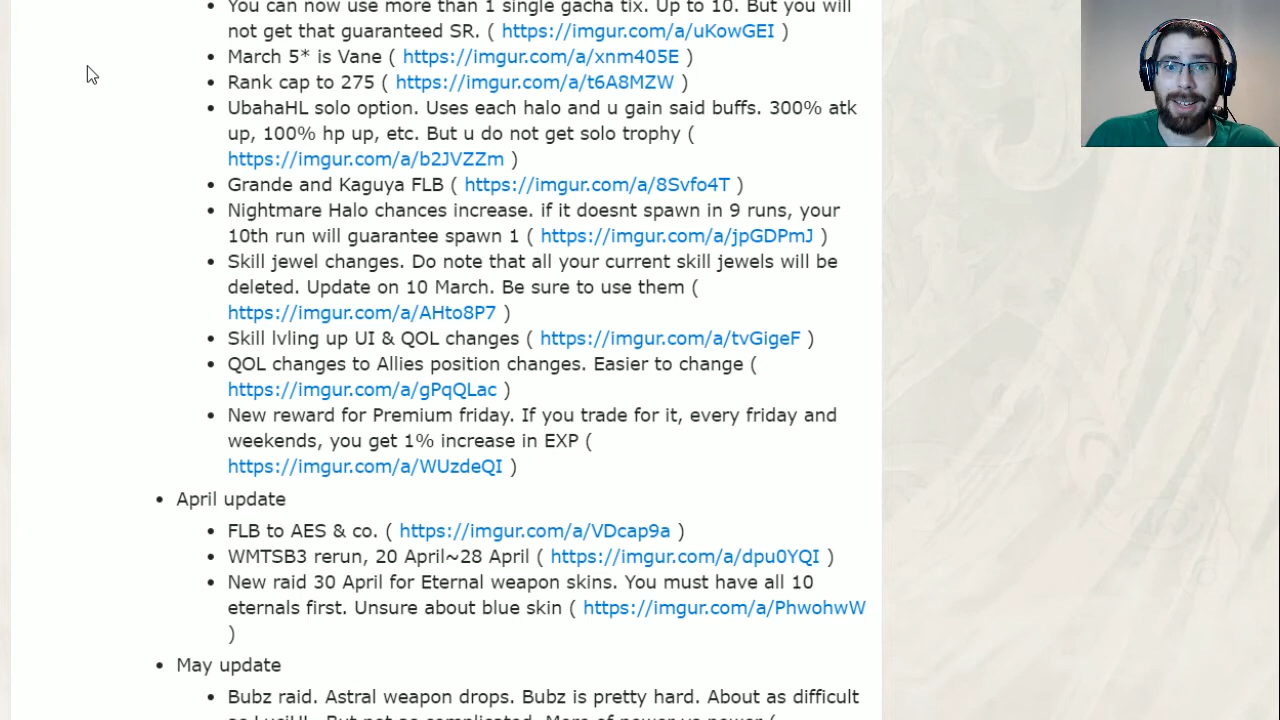 You can now use more than 1 single gacha tix. Up to 10. But you will
not get that guaranteed SR. ( https://imgur.com/a/uKowGEI )
March 5* is Vane ( https://imgur.com/a/xnm405E )
Rank cap to 275 ( https://imgur.com/a/t6A8MZW )
UbahaHL solo option. Uses each halo and u gain said buffs. 300% atk
up, 100% hp up, etc. But u do not get solo trophy (
https://imgur.com/a/b2JVZZm )
Grande and Kaguya FLB ( https://imgur.com/a/8Svfo4T )
Nightmare Halo chances increase. if it doesnt spawn in 9 runs, your
10th run will guarantee spawn 1 ( https://imgur.com/a/jpGDPmJ )
Skill jewel changes. Do note that all your current skill jewels will be
deleted. Update on 10 March. Be sure to use them (
https://imgur.com/a/AHto8P7 )
Skill lvling up UI & QOL changes ( https://imgur.com/a/tvGigeF )
QOL changes to Allies position changes. Easier to change (
https://imgur.com/a/gPqQLac )
New reward for Premium friday. If you trade for it, every friday and
weekends, you get 1% increase in EXP (
https://imgur.com/a/WUzdeQI )
April update
FLB to AES & co. ( https://imgur.com/a/VDcap9a )
WMTSB3 rerun, 20 April~28 April ( https://imgur.com/a/dpu0YQI )
New raid 30 April for Eternal weapon skins. You must have all 10
eternals first. Unsure about blue skin ( https://imgur.com/a/PhwohwW
)
May update
Bubz raid. Astral weapon drops. Bubz is pretty hard. About as difficult
as LuciHL. But not as complicated. More of power vs power (